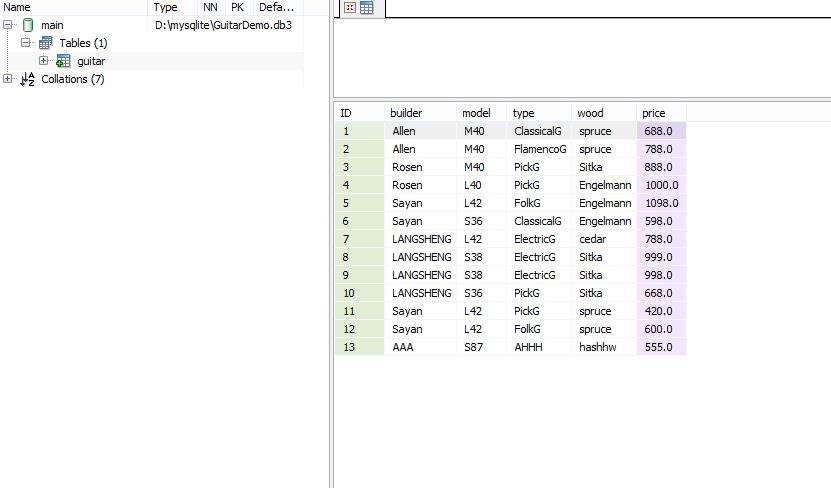 Name Type NN PK Defa...
main D:\mysqlite\GuitarDemo.db3
Tables (1)
guitar
Collations (7)
ID builder model type wood price
1 Allen M40 ClassicalG spruce 688.0
2 Allen M40 FlamencoG spruce 788.0
3 Rosen M40 PickG Sitka 888.0
4 Rosen L40 PickG Engelmann 1000.0
5 Sayan L42 FolkG Engelmann 1098.0
6 Sayan S36 ClassicalG Engelmann 598.0
7 LANGSHENG L42 ElectricG cedar 788.0
8 LANGSHENG S38 ElectricG Sitka 999.0
9 LANGSHENG S38 ElectricG Sitka 998.0
10 LANGSHENG S36 PickG Sitka 668.0
11 Sayan L42 PickG spruce 420.0
12 Sayan L42 FolkG spruce 600.0
13 AAA S87 AHHH hashhw 555.0